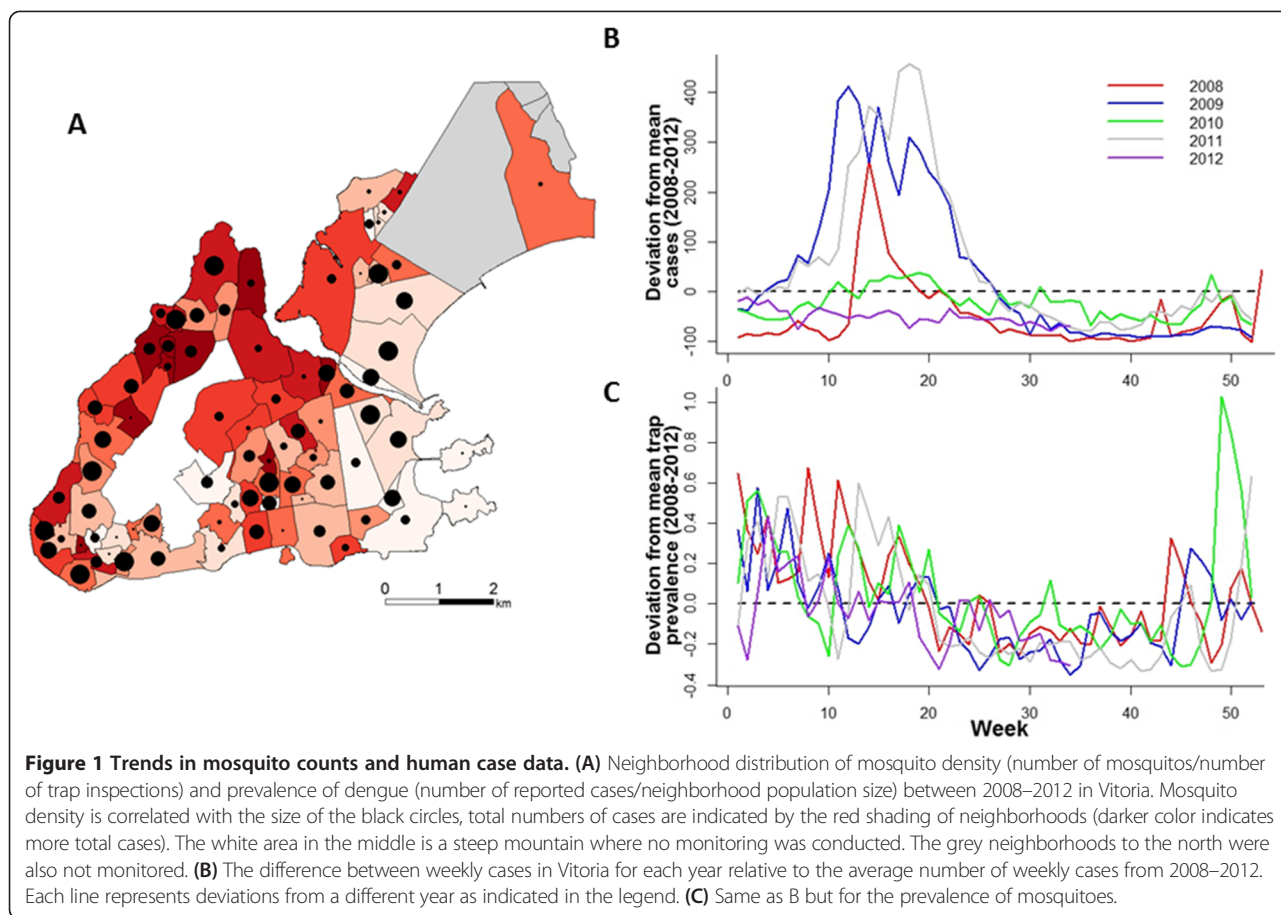 A
0 1 2
km
B
Deviation from mean
cases (2008-2012)
400
300
200
100
0
-100
2008
2009
2010
2011
2012
0 10 20 30 40 50
C
Deviation from mean trap
prevalence (2008-2012)
1.0
0.8
0.6
0.4
0.2
0.0
-0.2
-0.4
0 10 20 30 40 50
Week
Figure 1 Trends in mosquito counts and human case data. (A) Neighborhood distribution of mosquito density (number of mosquitos/number
of trap inspections) and prevalence of dengue (number of reported cases/neighborhood population size) between 2008–2012 in Vitoria. Mosquito
density is correlated with the size of the black circles, total numbers of cases are indicated by the red shading of neighborhoods (darker color indicates
more total cases). The white area in the middle is a steep mountain where no monitoring was conducted. The grey neighborhoods to the north were
also not monitored. (B) The difference between weekly cases in Vitoria for each year relative to the average number of weekly cases from 2008–2012.
Each line represents deviations from a different year as indicated in the legend. (C) Same as B but for the prevalence of mosquitoes.